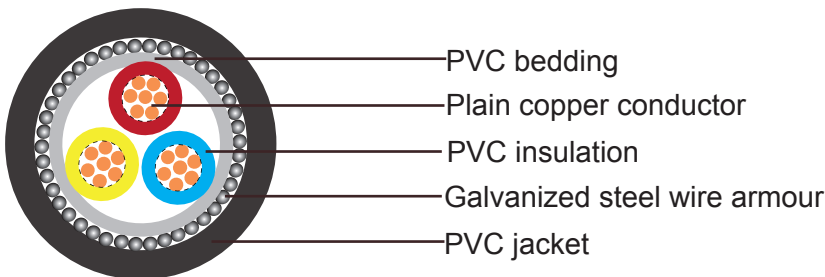 PVC bedding
Plain copper conductor
PVC insulation
Galvanized steel wire armour
PVC jacket